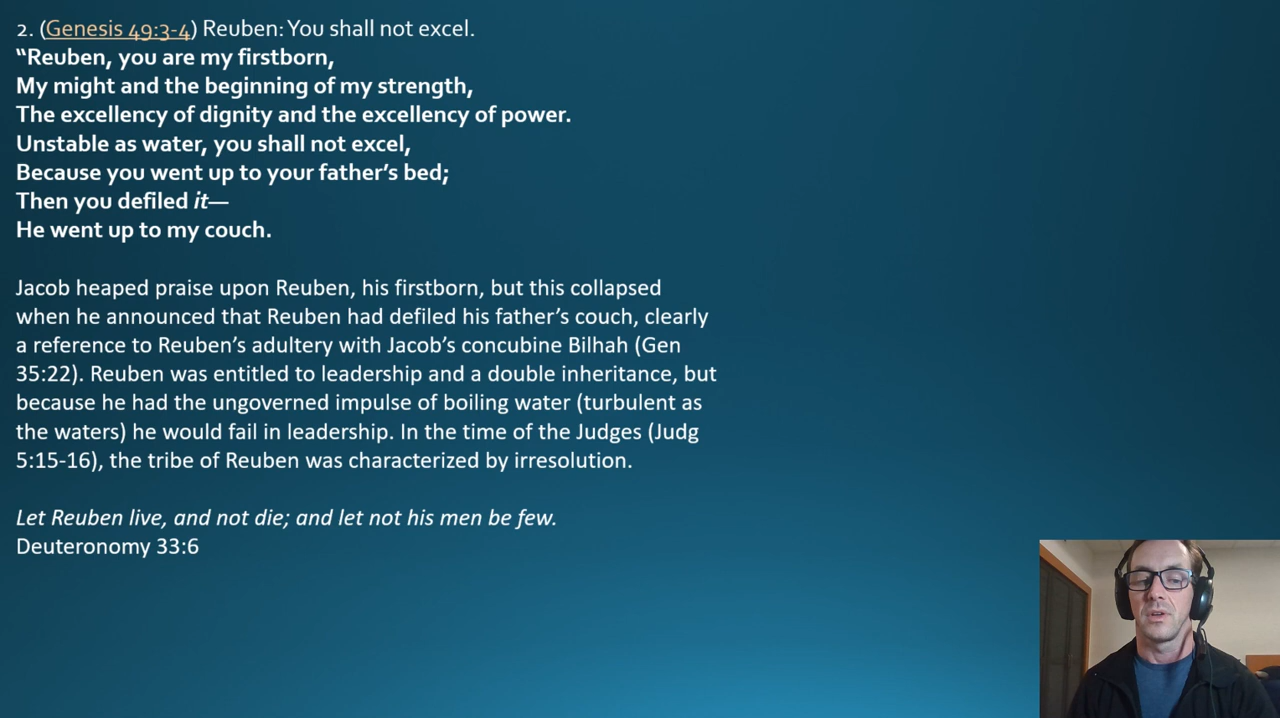 2. (Genesis 49:3-4) Reuben: You shall not excel.
“Reuben, you are my firstborn,
My might and the beginning of my strength,
The excellency of dignity and the excellency of power.
Unstable as water, you shall not excel,
Because you went up to your father’s bed;
Then you defiled it—
He went up to my couch.
Jacob heaped praise upon Reuben, his firstborn, but this collapsed
when he announced that Reuben had defiled his father’s couch, clearly
a reference to Reuben’s adultery with Jacob’s concubine Bilhah (Gen
35:22). Reuben was entitled to leadership and a double inheritance, but
because he had the ungoverned impulse of boiling water (turbulent as
the waters) he would fail in leadership. In the time of the Judges (Judg
5:15-16), the tribe of Reuben was characterized by irresolution.
Let Reuben live, and not die; and let not his men be few.
Deuteronomy 33:6